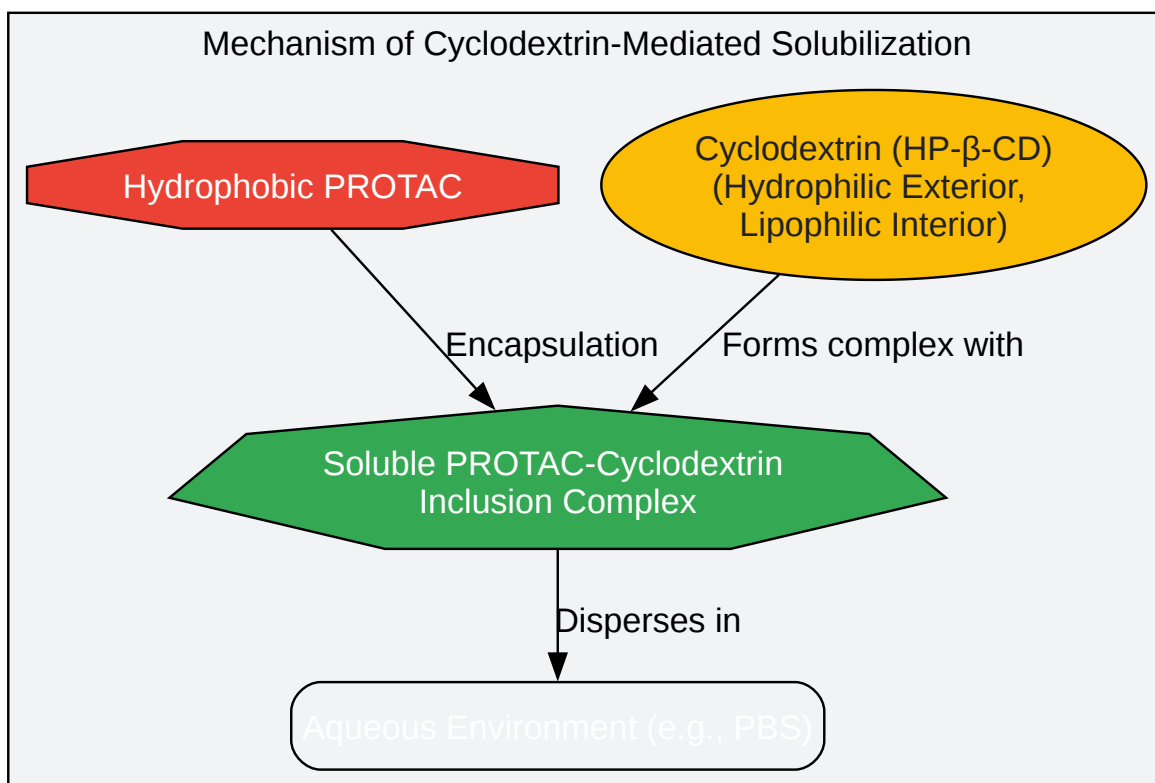 Mechanism of Cyclodextrin-Mediated Solubilization
Hydrophobic PROTAC
Cyclodextrin (HP-β-CD)
(Hydrophilic Exterior,
Lipophilic Interior)
Encapsulation
Forms complex with
Soluble PROTAC-Cyclodextrin
Inclusion Complex
Disperses in
Aqueous Environment (e.g., PBS)